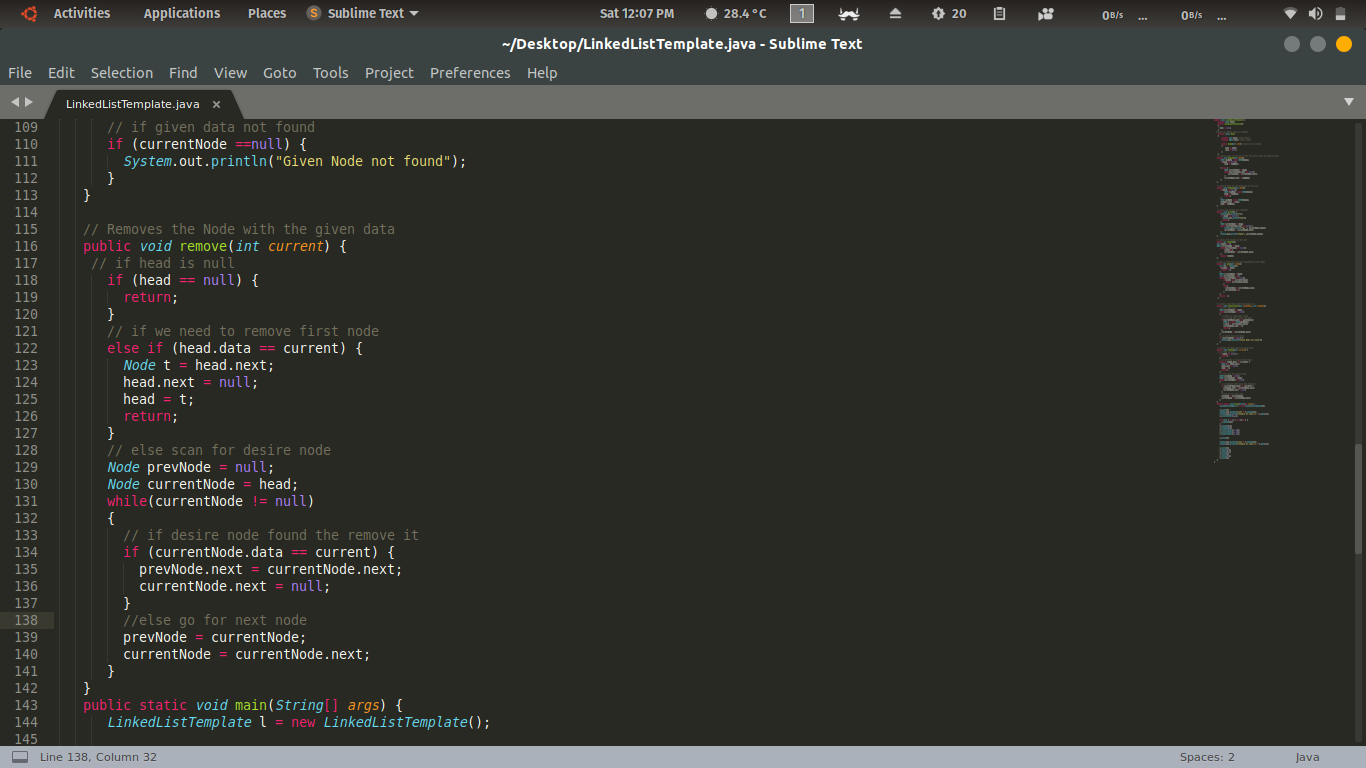 Activities Applications Places S Sublime Text Sat 12:07 PM 28.4°C 1 20 0B/s ... 0B/s ...
~/Desktop/LinkedListTemplate.java - Sublime Text
File Edit Selection Find View Goto Tools Project Preferences Help
LinkedListTemplate.java ×
109 // if given data not found
110 if (currentNode ==null) {
111 System.out.println("Given Node not found");
112 }
113 }
114
115 // Removes the Node with the given data
116 public void remove(int current) {
117 // if head is null
118 if (head == null) {
119 return;
120 }
121 // if we need to remove first node
122 else if (head.data == current) {
123 Node t = head.next;
124 head.next = null;
125 head = t;
126 return;
127 }
128 // else scan for desire node
129 Node prevNode = null;
130 Node currentNode = head;
131 while(currentNode != null)
132 {
133 // if desire node found the remove it
134 if (currentNode.data == current) {
135 prevNode.next = currentNode.next;
136 currentNode.next = null;
137 }
138 //else go for next node
139 prevNode = currentNode;
140 currentNode = currentNode.next;
141 }
142 }
143 public static void main(String[] args) {
144 LinkedListTemplate l = new LinkedListTemplate();
145
Line 138, Column 32 Spaces: 2 Java